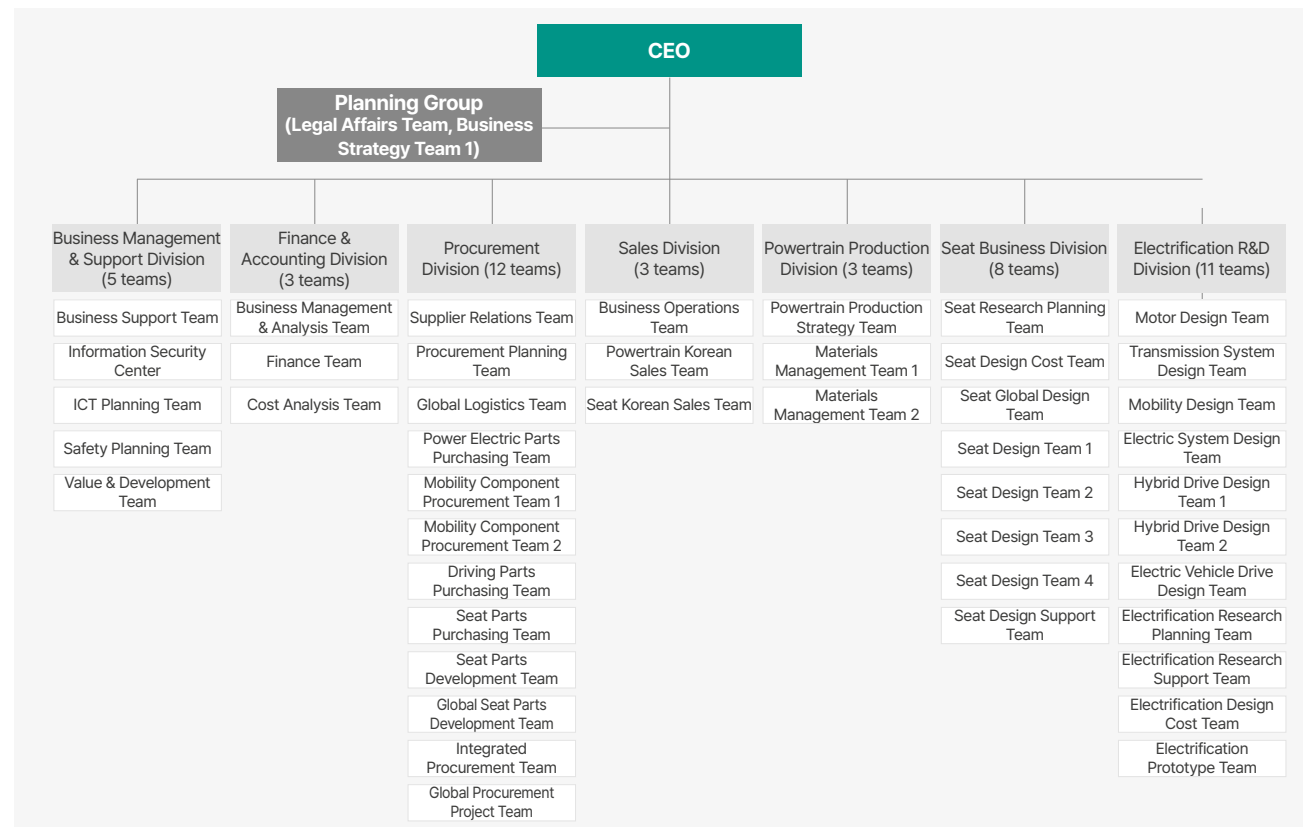 CEO
Planning Group
(Legal Affairs Team, Business
Strategy Team 1)
Business Management
& Support Division
(5 teams)
Business Support Team
Information Security
Center
ICT Planning Team
Safety Planning Team
Value & Development
Team
Finance &
Accounting Division
(3 teams)
Business Management
& Analysis Team
Finance Team
Cost Analysis Team
Procurement
Division (12 teams)
Supplier Relations Team
Procurement Planning
Team
Global Logistics Team
Power Electric Parts
Purchasing Team
Mobility Component
Procurement Team 1
Mobility Component
Procurement Team 2
Driving Parts
Purchasing Team
Seat Parts
Purchasing Team
Seat Parts
Development Team
Global Seat Parts
Development Team
Integrated
Procurement Team
Global Procurement
Project Team
Sales Division
(3 teams)
Business Operations
Team
Powertrain Korean
Sales Team
Seat Korean Sales Team
Powertrain Production
Division (3 teams)
Powertrain Production
Strategy Team
Materials
Management Team 1
Materials
Management Team 2
Seat Business Division
(8 teams)
Seat Research Planning
Team
Seat Design Cost Team
Seat Global Design
Team
Seat Design Team 1
Seat Design Team 2
Seat Design Team 3
Seat Design Team 4
Seat Design Support
Team
Electrification R&D
Division (11 teams)
Motor Design Team
Transmission System
Design Team
Mobility Design Team
Electric System Design
Team
Hybrid Drive Design
Team 1
Hybrid Drive Design
Team 2
Electric Vehicle Drive
Design Team
Electrification Research
Planning Team
Electrification Research
Support Team
Electrification Design
Cost Team
Electrification
Prototype Team